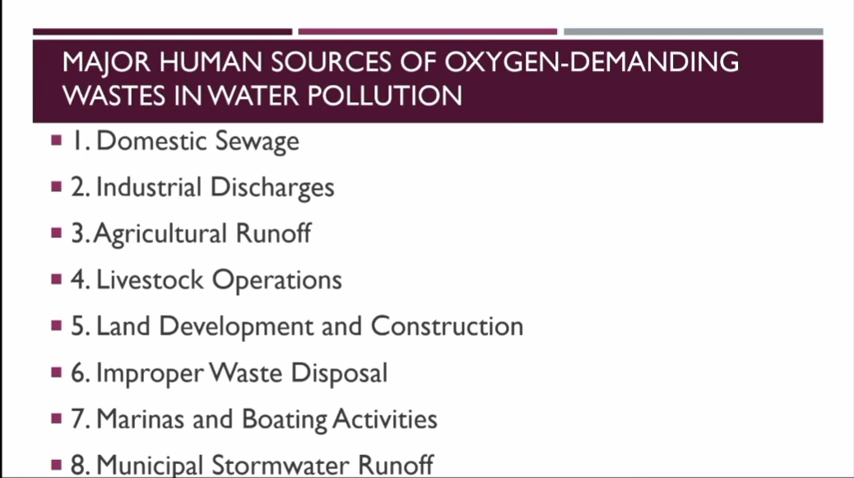 MAJOR HUMAN SOURCES OF OXYGEN-DEMANDING
WASTES IN WATER POLLUTION
1. Domestic Sewage
2. Industrial Discharges
3. Agricultural Runoff
4. Livestock Operations
5. Land Development and Construction
6. Improper Waste Disposal
7. Marinas and Boating Activities
8. Municipal Stormwater Runoff